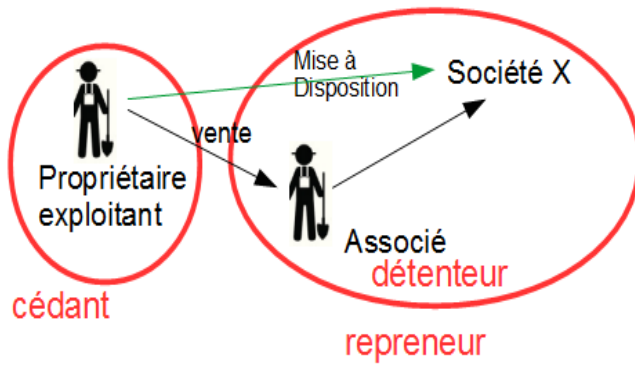 Mise à
Disposition
Société X
vente
Propriétaire
exploitant
Associé
détenteur
cédant
repreneur